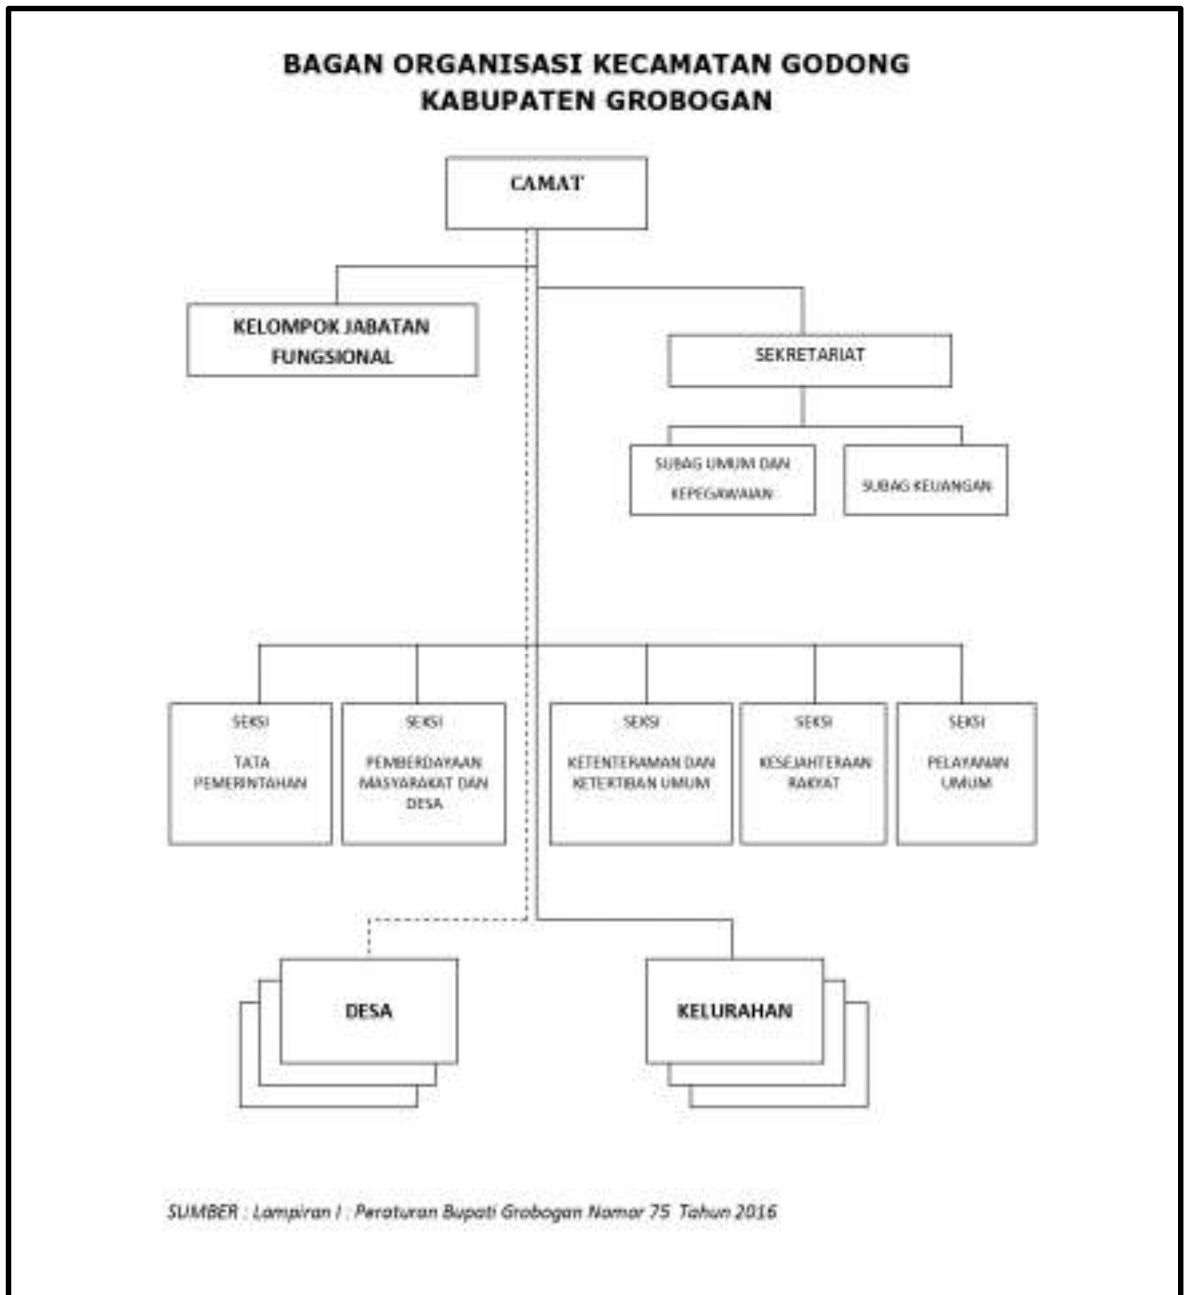 BAGAN ORGANISASI KECAMATAN GODONG
KABUPATEN GROBOGAN
CAMAT
KELOMPOK JABATAN
FUNGSIONAL
SEKRETARIAT
SUBAG UMUM DAN
KEPEGAWAIAN
SUBAG KEUANGAN
SEKSI
TATA
PEMERINTAHAN
SEKSI
PEMBERDAYAAN
MASYARAKAT DAN
DESA
SEKSI
KETENTERAMAN DAN
KETERTIBAN UMUM
SEKSI
KESEJAHTERAAN
RAKYAT
SEKSI
PELAYANAN
UMUM
DESA
KELURAHAN
SUMBER : Lampiran I : Peraturan Bupati Grobogan Nomor 75 Tahun 2016